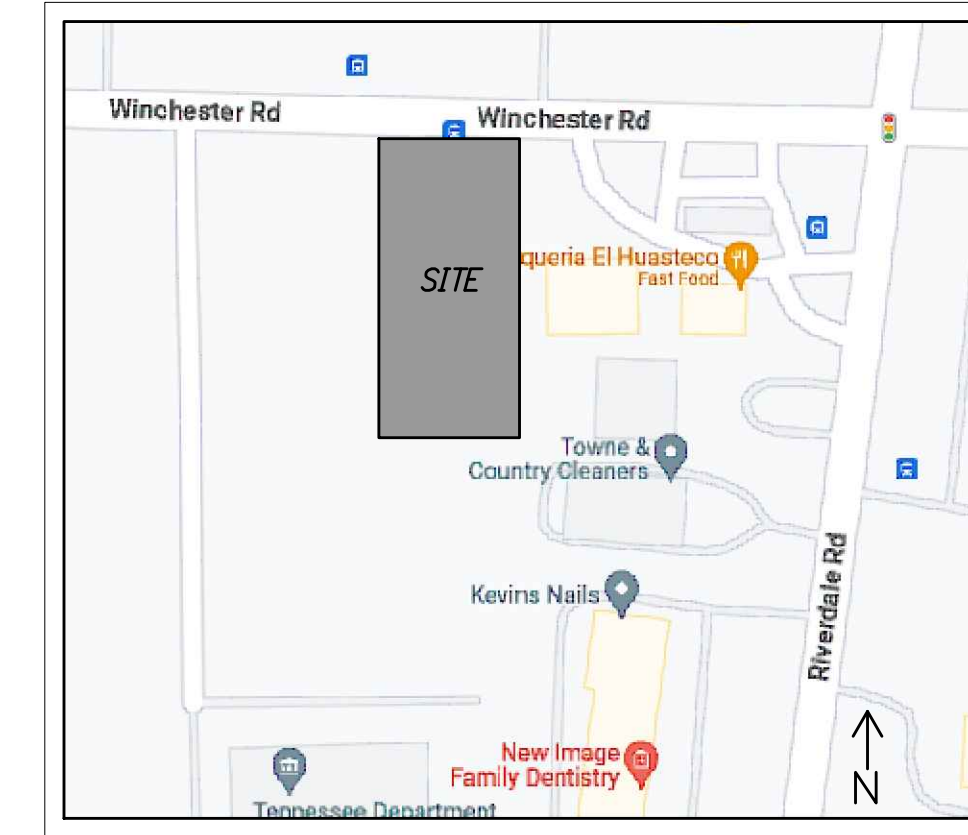 Winchester Rd
Winchester Rd
SITE
queria El Huasteco
Fast Food
Towne &
Country Cleaners
Riverdale Rd
Kevins Nails
New Image
Family Dentistry
N
Tennessee Department